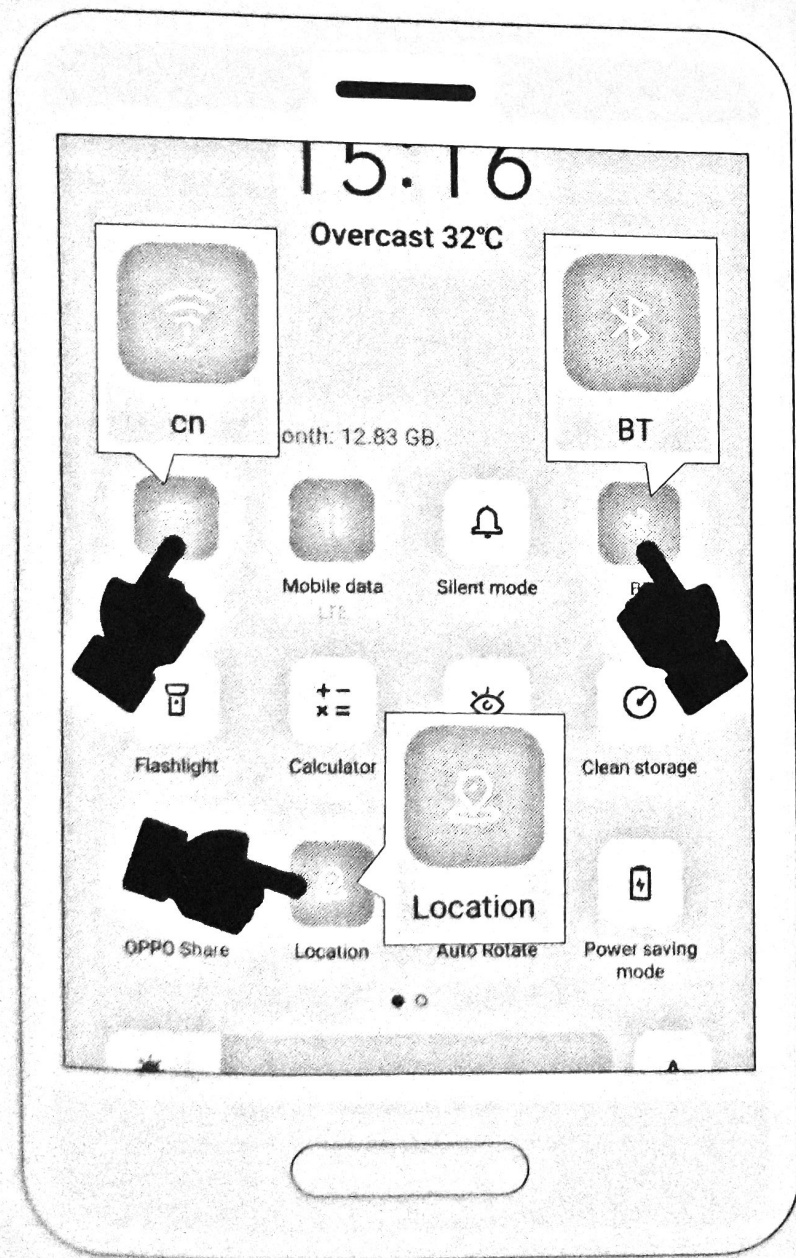 15:16
Overcast 32℃
cn
BT
onth: 12.83 GB,
Mobile data
Silent mode
B
LTE
Flashlight
Calculator
Clean storage
Location
OPPO Share
Location
Auto Rotate
Power saving
mode